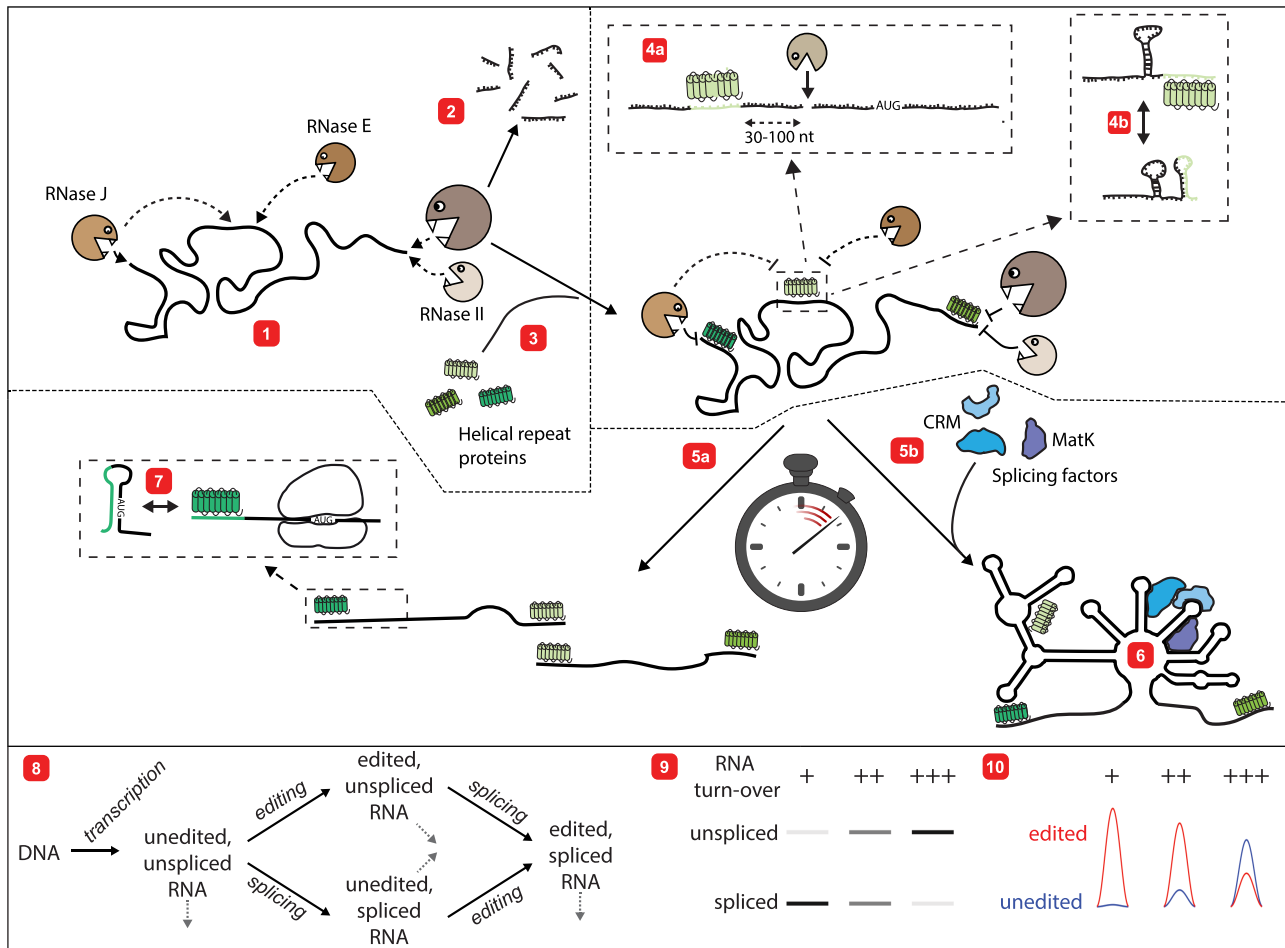 4a
2
AUG
4b
30-100 nt
RNase E
RNase J
RNase II
1
3
Helical repeat
proteins
CRM
MatK
5a
5b
Splicing factors
7
AUG
AUG
6
8
DNA
transcription
unedited,
unspliced
RNA
editing
splicing
edited,
unspliced
RNA
unedited,
spliced
RNA
splicing
editing
edited,
spliced
RNA
9
RNA
turn-over
+ ++ +++
unspliced
spliced
10
+ ++ +++
edited
unedited